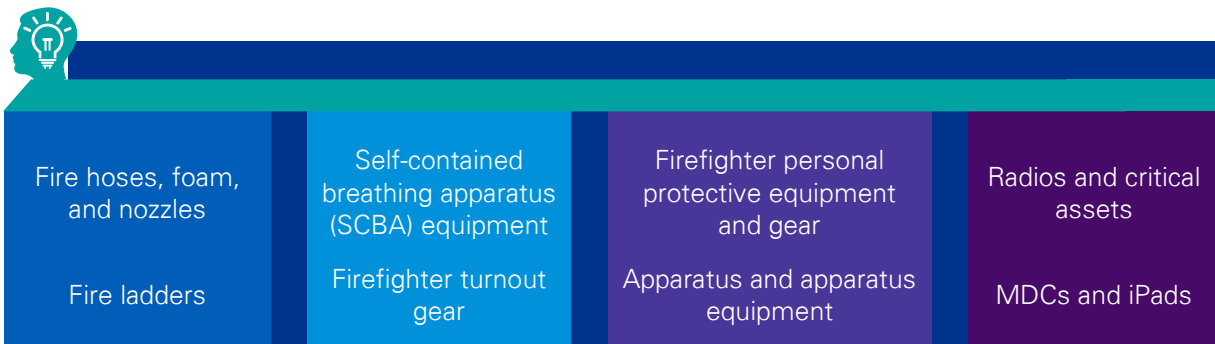 Fire hoses, foam,
and nozzles
Fire ladders
Self-contained
breathing apparatus
(SCBA) equipment
Firefighter turnout
gear
Firefighter personal
protective equipment
and gear
Apparatus and apparatus
equipment
Radios and critical
assets
MDCs and iPads